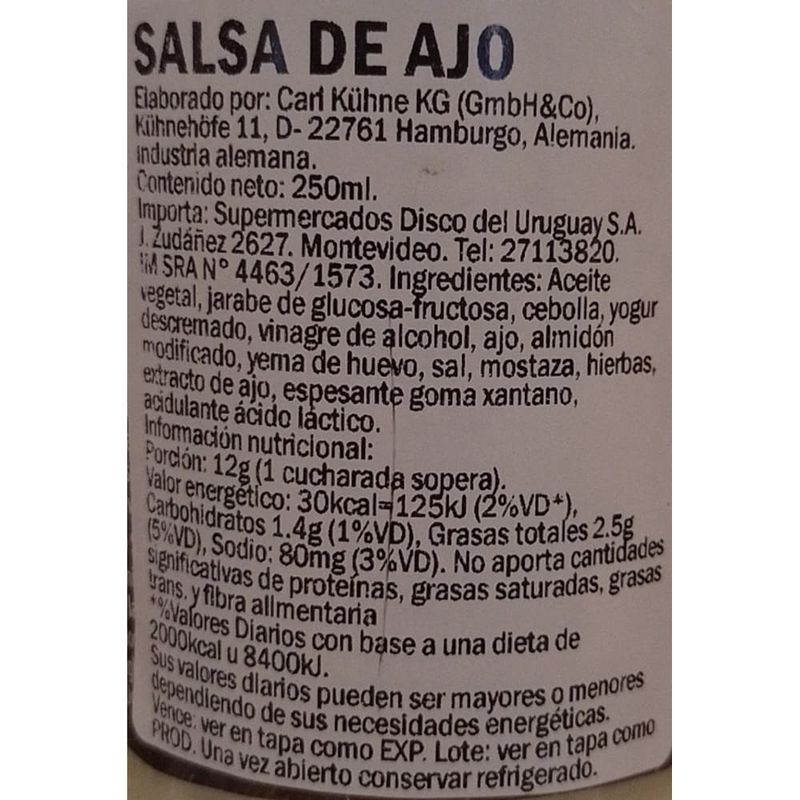 SALSA DE AJO
Elaborado por: Carl Kühne KG (GmbH&Co),
Kühnehöfe 11, D- 22761 Hamburgo, Alemania.
Industria alemana.
Contenido neto: 250ml.
Importa: Supermercados Disco del Uruguay S.A.
J. Zudáñez 2627. Montevideo. Tel: 27113820.
IM SRA N° 4463/1573. Ingredientes: Aceite
vegetal, jarabe de glucosa-fructosa, cebolla, yogur
descremado, vinagre de alcohol, ajo, almidón
modificado, yema de huevo, sal, mostaza, hierbas,
extracto de ajo, espesante goma xantano,
acidulante ácido láctico.
Información nutricional:
Porción: 12g (1 cucharada sopera).
Valor energético: 30kcal=125kJ (2%VD*),
Carbohidratos 1.4g (1%VD), Grasas totales 2.5g
(5%VD), Sodio: 80mg (3%VD). No aporta cantidades
significativas de proteínas, grasas saturadas, grasas
trans. y fibra alimentaria
*%Valores Diarios con base a una dieta de
2000kcal u 8400kJ.
Sus valores diarios pueden ser mayores o menores
dependiendo de sus necesidades energéticas.
Vence: ver en tapa como EXP. Lote: ver en tapa como
PROD. Una vez abierto conservar refrigerado.